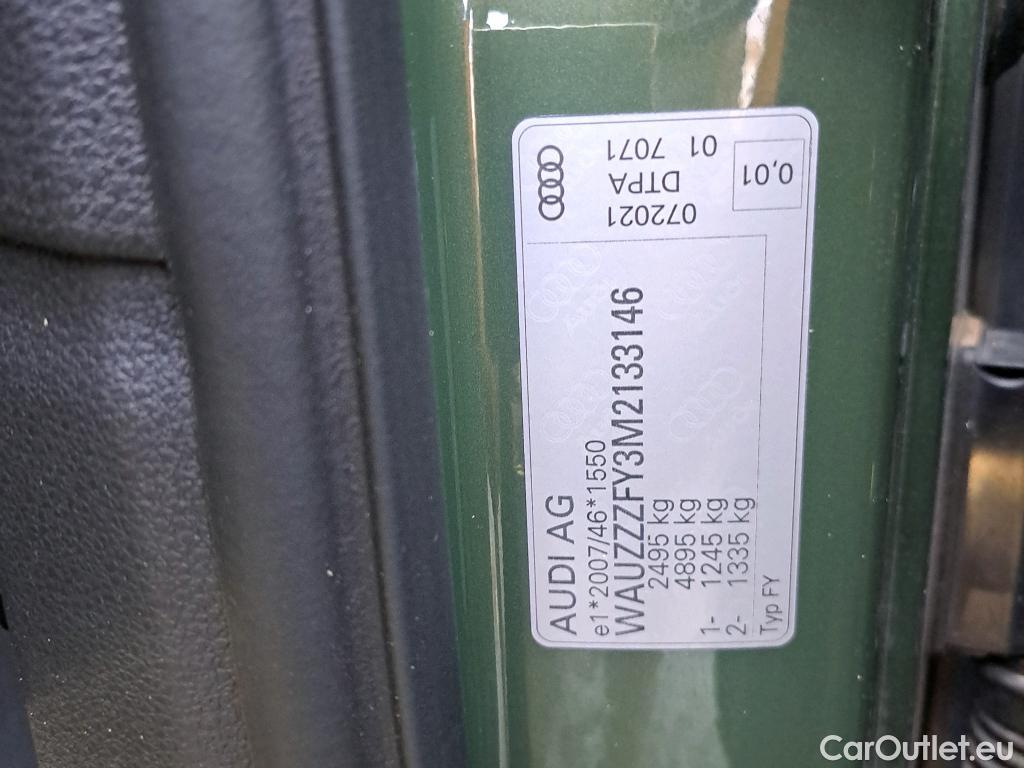 AUDI AG
e1*2007/46*1550
WAUZZZFY3M2133146
2495 kg
4895 kg
1- 1245 kg
2- 1335 kg
Typ FY
072021
DTPA
01 7071
0,01
CarOutlet.eu